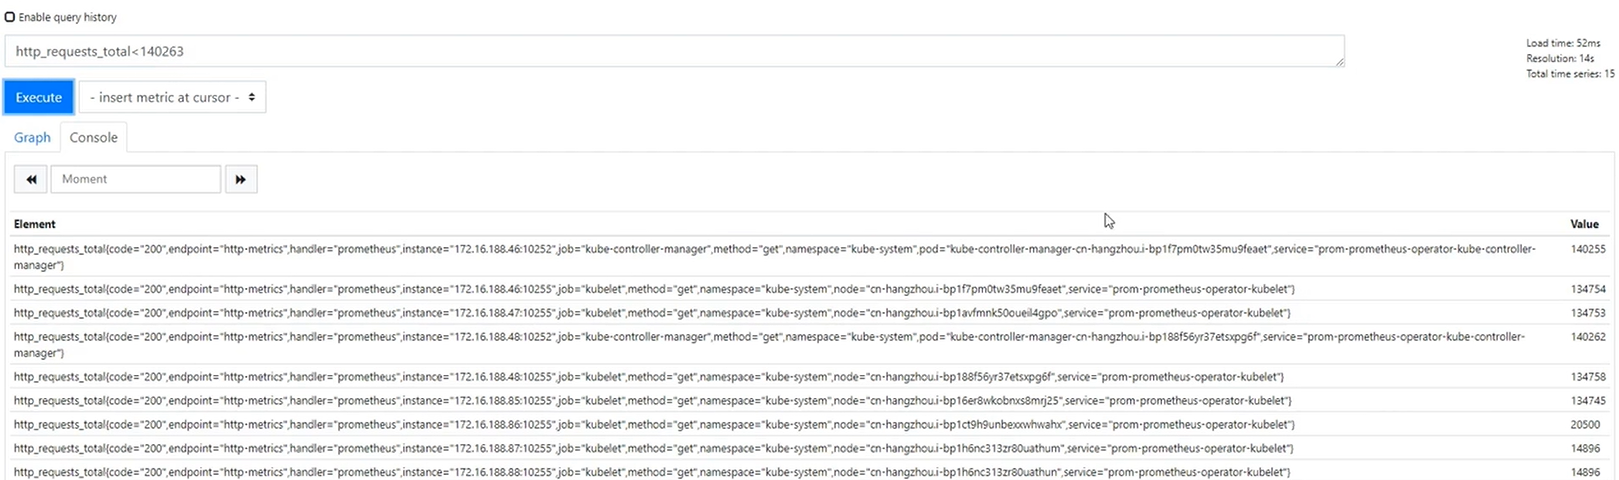 Enable query history
http_requests_total<140263
Load time: 52ms
Resolution: 14s
Total time series: 15
Execute
- insert metric at cursor -
Graph
Console
Moment
Element
Value
http_requests_total{code="200",endpoint="http-metrics",handler="prometheus",instance="172.16.188.46:10252",job="kube-controller-manager",method="get",namespace="kube-system",pod="kube-controller-manager-cn-hangzhou.i-bp1f7pm0tw35mu9feaet",service="prom-prometheus-operator-kube-controller-
manager"}
140255
http_requests_total{code="200",endpoint="http-metrics",handler="prometheus",instance="172.16.188.46:10255",job="kubelet",method="get",namespace="kube-system",node="cn-hangzhou.i-bp1f7pm0tw35mu9feaet",service="prom-prometheus-operator-kubelet"}
134754
http_requests_total{code="200",endpoint="http-metrics",handler="prometheus",instance="172.16.188.47:10255",job="kubelet",method="get",namespace="kube-system",node="cn-hangzhou.i-bp1avfmnk50oueil4gpo",service="prom-prometheus-operator-kubelet"}
134753
http_requests_total{code="200",endpoint="http-metrics",handler="prometheus",instance="172.16.188.48:10252",job="kube-controller-manager",method="get",namespace="kube-system",pod="kube-controller-manager-cn-hangzhou.i-bp188f56yr37etsxpg6f",service="prom-prometheus-operator-kube-controller-
manager"}
140262
http_requests_total{code="200",endpoint="http-metrics",handler="prometheus",instance="172.16.188.48:10255",job="kubelet",method="get",namespace="kube-system",node="cn-hangzhou.i-bp188f56yr37etsxpg6f",service="prom-prometheus-operator-kubelet"}
134758
http_requests_total{code="200",endpoint="http-metrics",handler="prometheus",instance="172.16.188.85:10255",job="kubelet",method="get",namespace="kube-system",node="cn-hangzhou.i-bp16er8wkobnxs8mrj25",service="prom-prometheus-operator-kubelet"}
134745
http_requests_total{code="200",endpoint="http-metrics",handler="prometheus",instance="172.16.188.86:10255",job="kubelet",method="get",namespace="kube-system",node="cn-hangzhou.i-bp1ct9h9unbexxwhwahx",service="prom-prometheus-operator-kubelet"}
20500
http_requests_total{code="200",endpoint="http-metrics",handler="prometheus",instance="172.16.188.87:10255",job="kubelet",method="get",namespace="kube-system",node="cn-hangzhou.i-bp1h6nc313zr80uathum",service="prom-prometheus-operator-kubelet"}
14896
http_requests_total{code="200",endpoint="http-metrics",handler="prometheus",instance="172.16.188.88:10255",job="kubelet",method="get",namespace="kube-system",node="cn-hangzhou.i-bp1h6nc313zr80uathun",service="prom-prometheus-operator-kubelet"}
14896